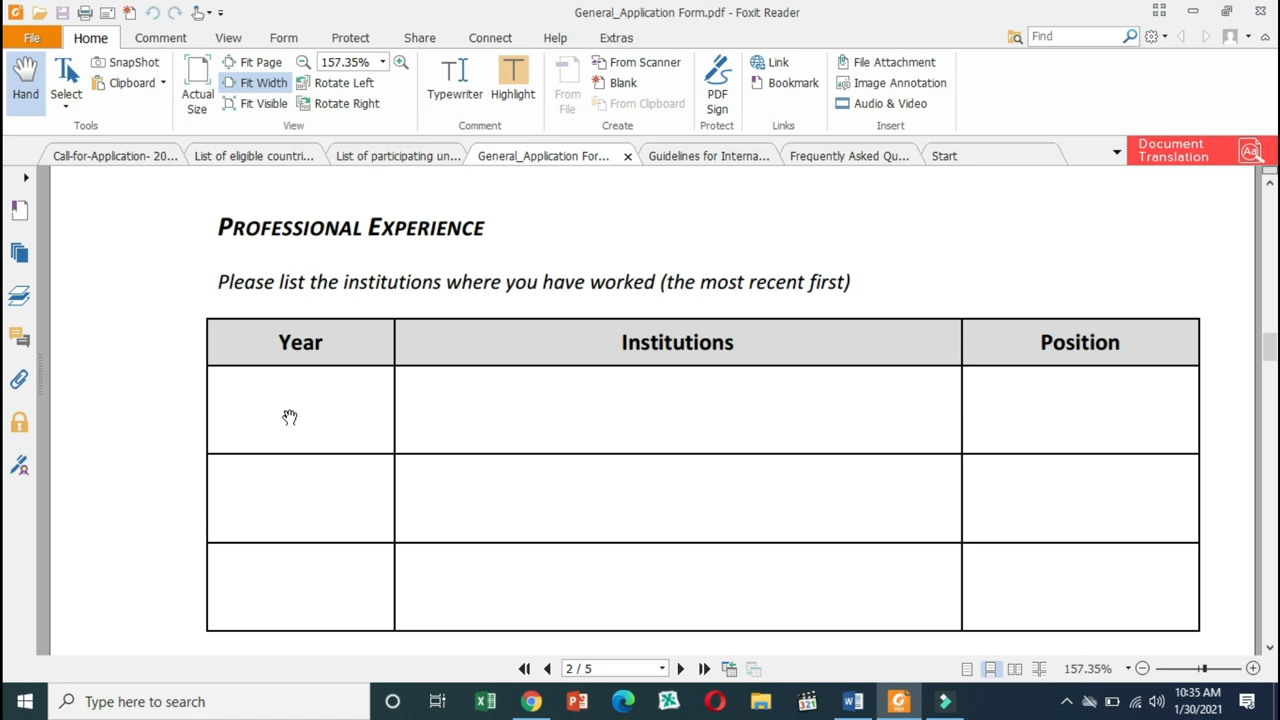 General_Application Form.pdf - Foxit Reader
File Home Comment View Form Protect Share Connect Help Extras Find
SnapShot Fit Page 157.35% From Scanner Link File Attachment
Clipboard Fit Width Rotate Left Blank Bookmark Image Annotation
Hand Select Actual Size Fit Visible Rotate Right Typewriter Highlight From File From Clipboard PDF Sign Audio & Video
Tools View Comment Create Protect Links Insert
Call-for-Application- 20... List of eligible countri... List of participating un... General_Application For... Guidelines for Interna... Frequently Asked Qu... Start Document Translation
PROFESSIONAL EXPERIENCE
Please list the institutions where you have worked (the most recent first)
Year Institutions Position
2 / 5 157.35%
Type here to search 10:35 AM
1/30/2021